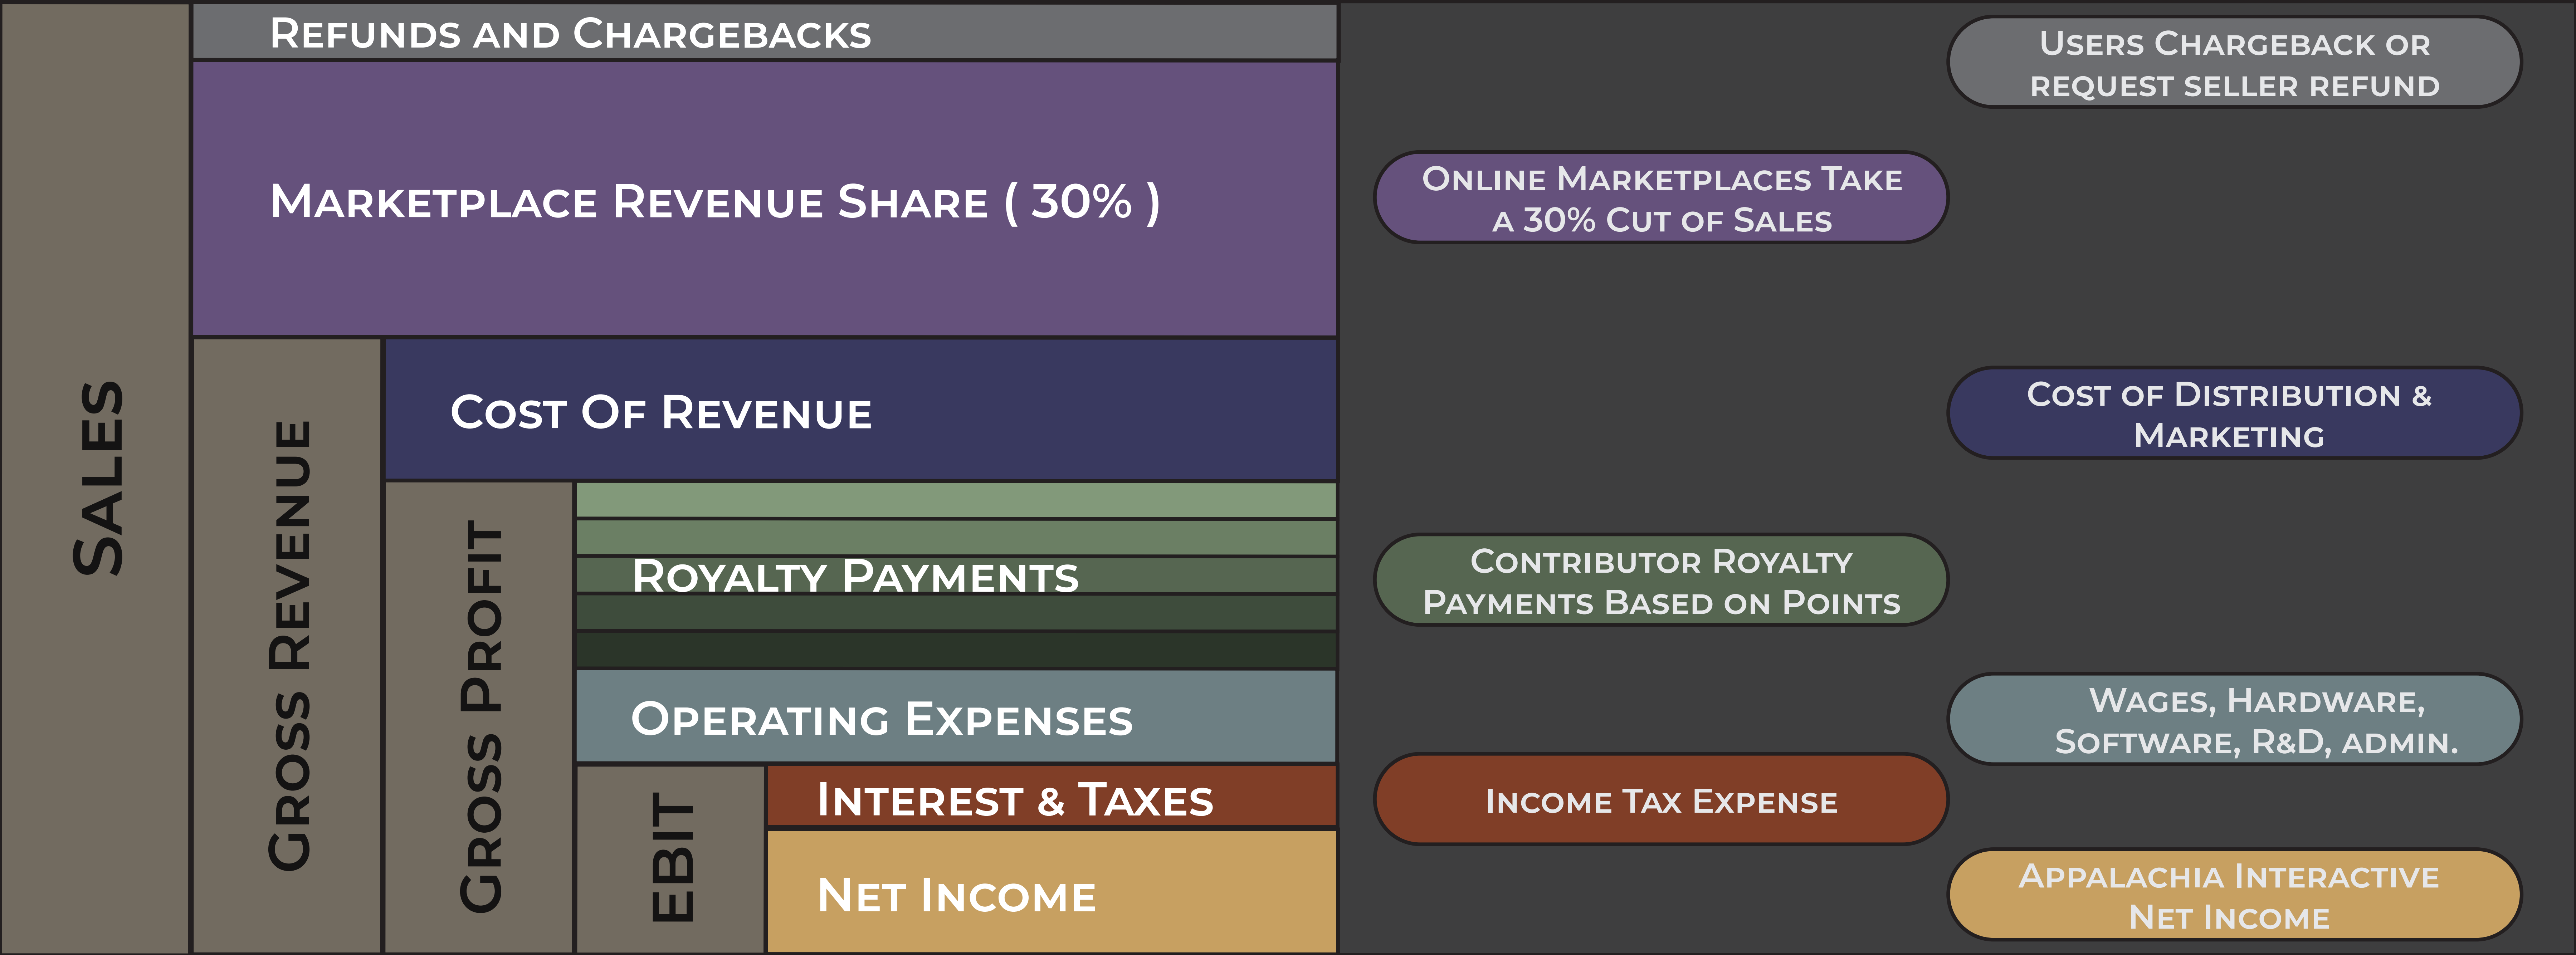 Sales
Refunds and Chargebacks
Marketplace Revenue Share ( 30% )
Gross Revenue
Cost Of Revenue
Gross Profit
Royalty Payments
Operating Expenses
EBIT
Interest & Taxes
Net Income
Users Chargeback or
request seller refund
Online Marketplaces Take
a 30% Cut of Sales
Cost of Distribution &
Marketing
Contributor Royalty
Payments Based on Points
Wages, Hardware,
Software, R&D, admin.
Income Tax Expense
Appalachia Interactive
Net Income